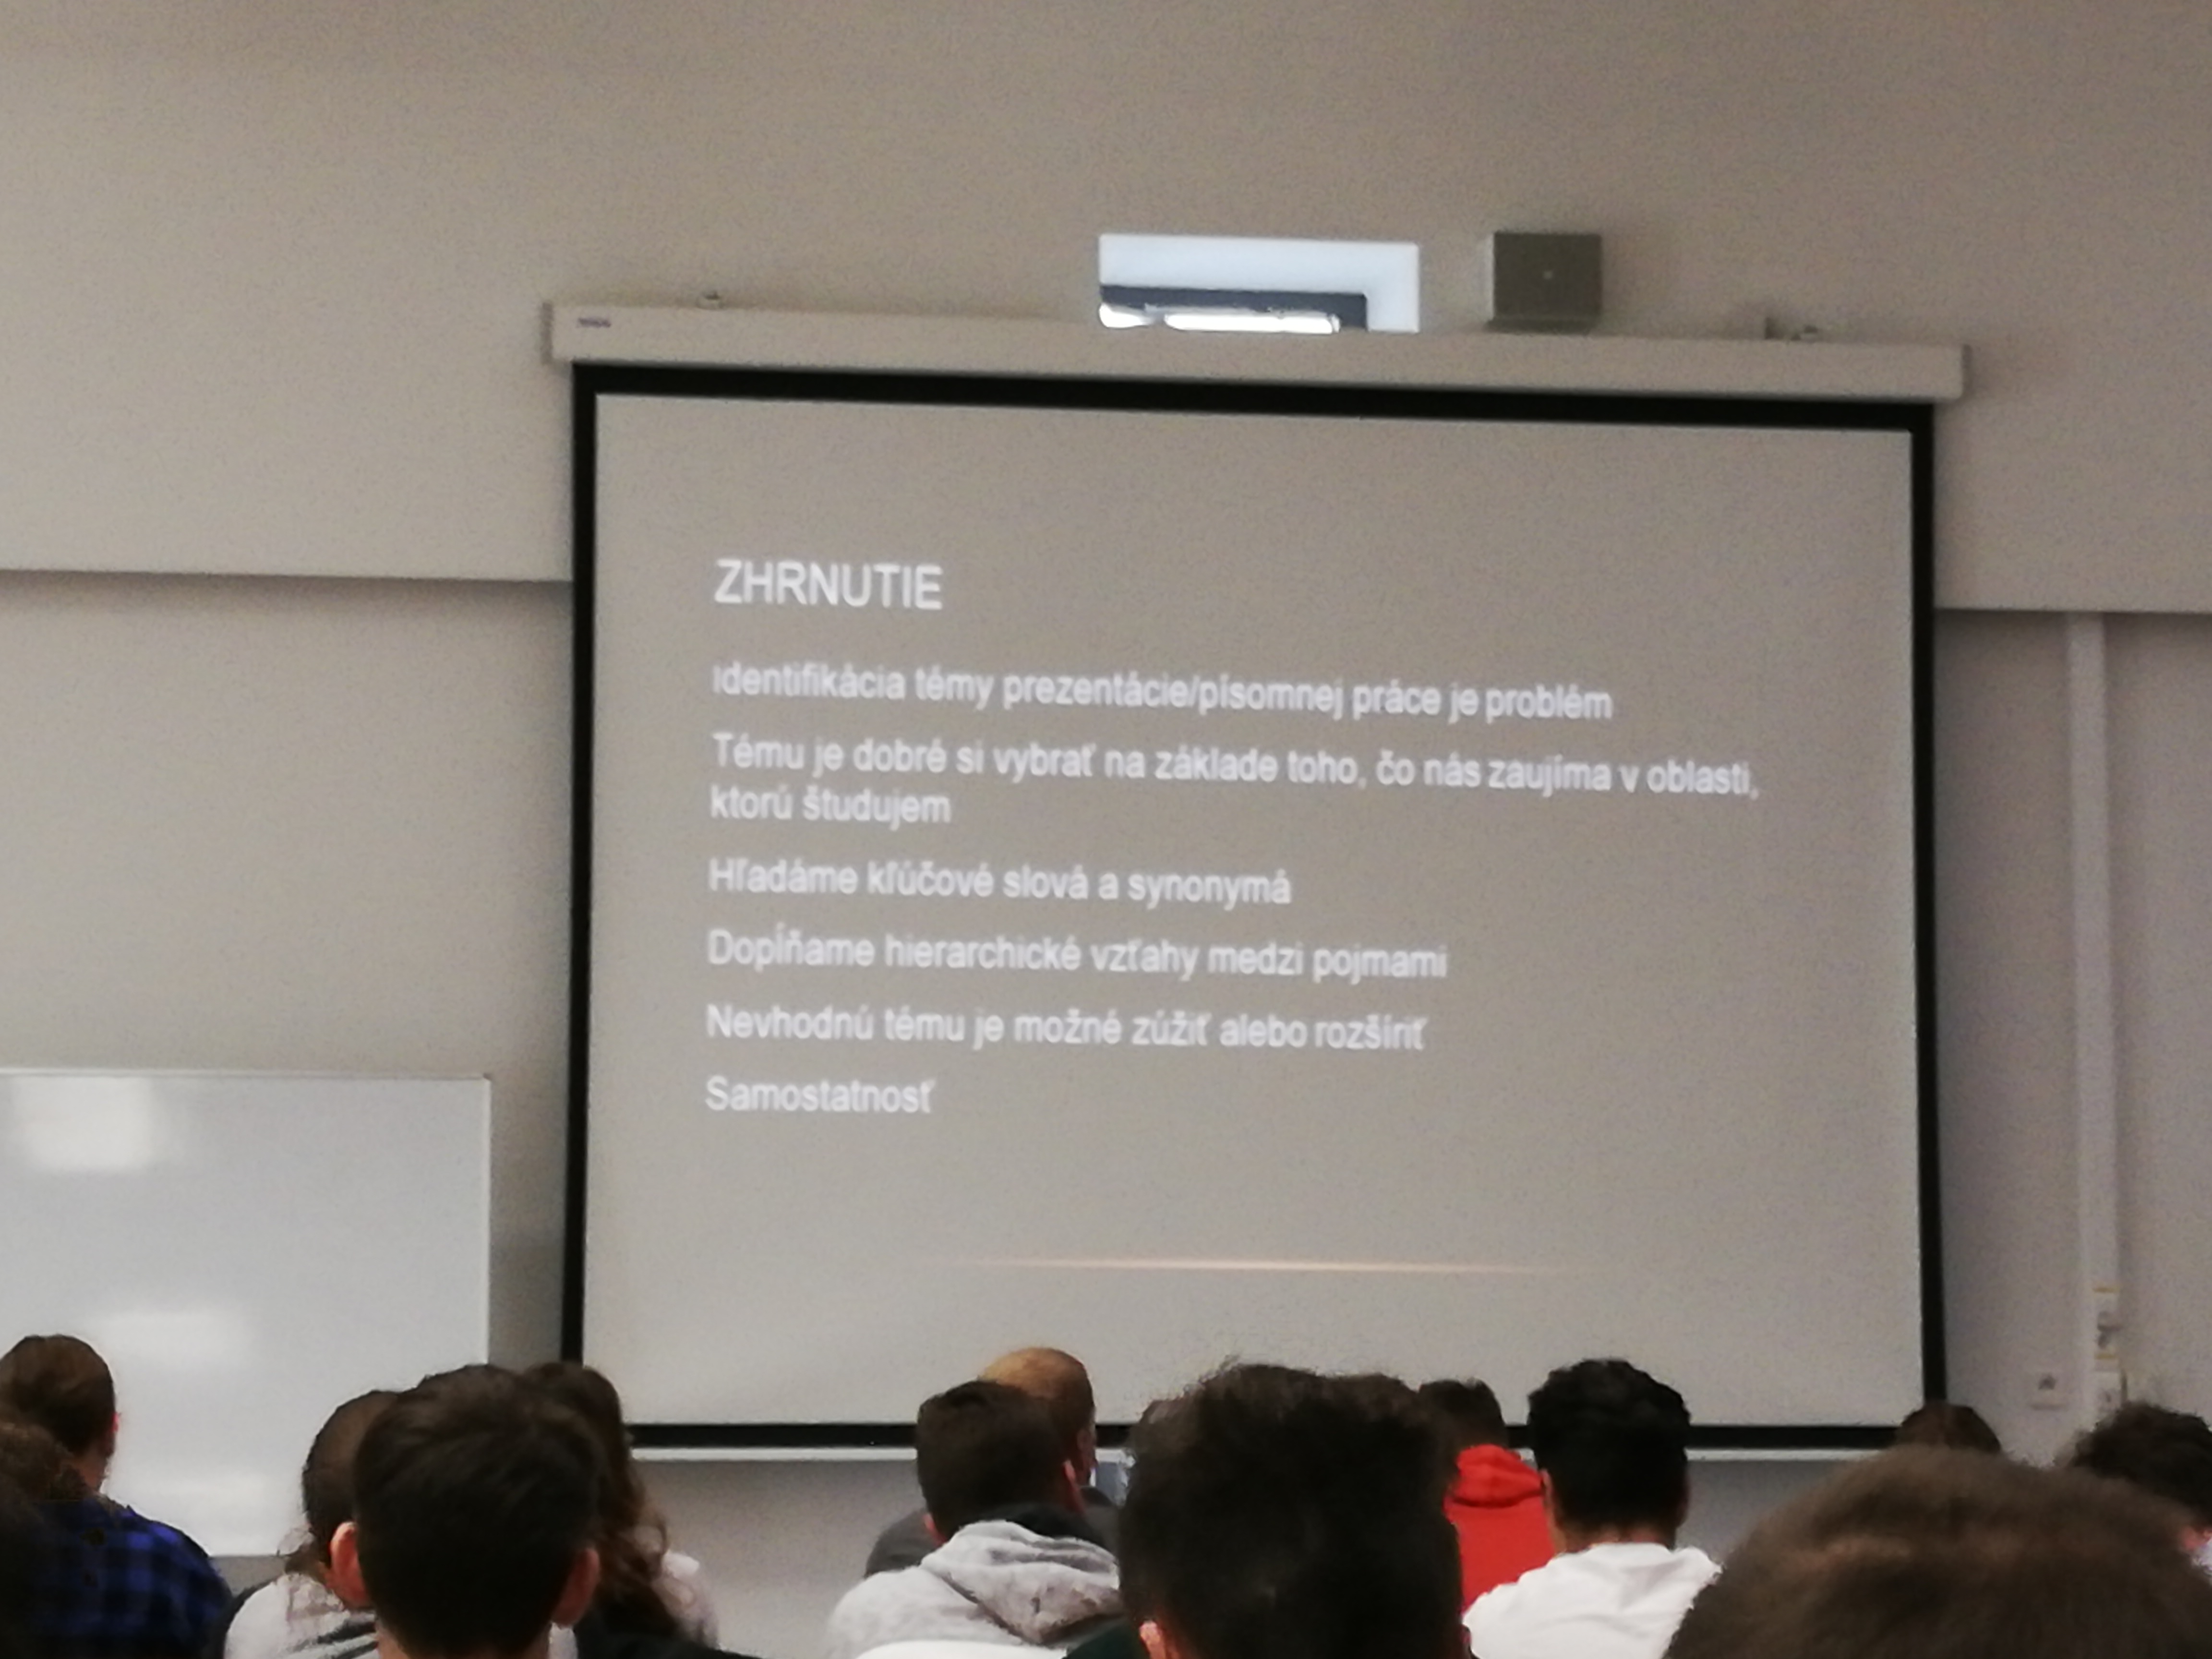 ZHRNUTIE
Identifikácia témy prezentácie/písomnej práce je problém
Tému je dobré si vybrať na základe toho, čo nás zaujíma v oblasti,
ktorú študujem
Hľadáme kľúčové slová a synonymá
Dopĺňame hierarchické vzťahy medzi pojmami
Nevhodnú tému je možné zúžiť alebo rozšíriť
Samostatnosť